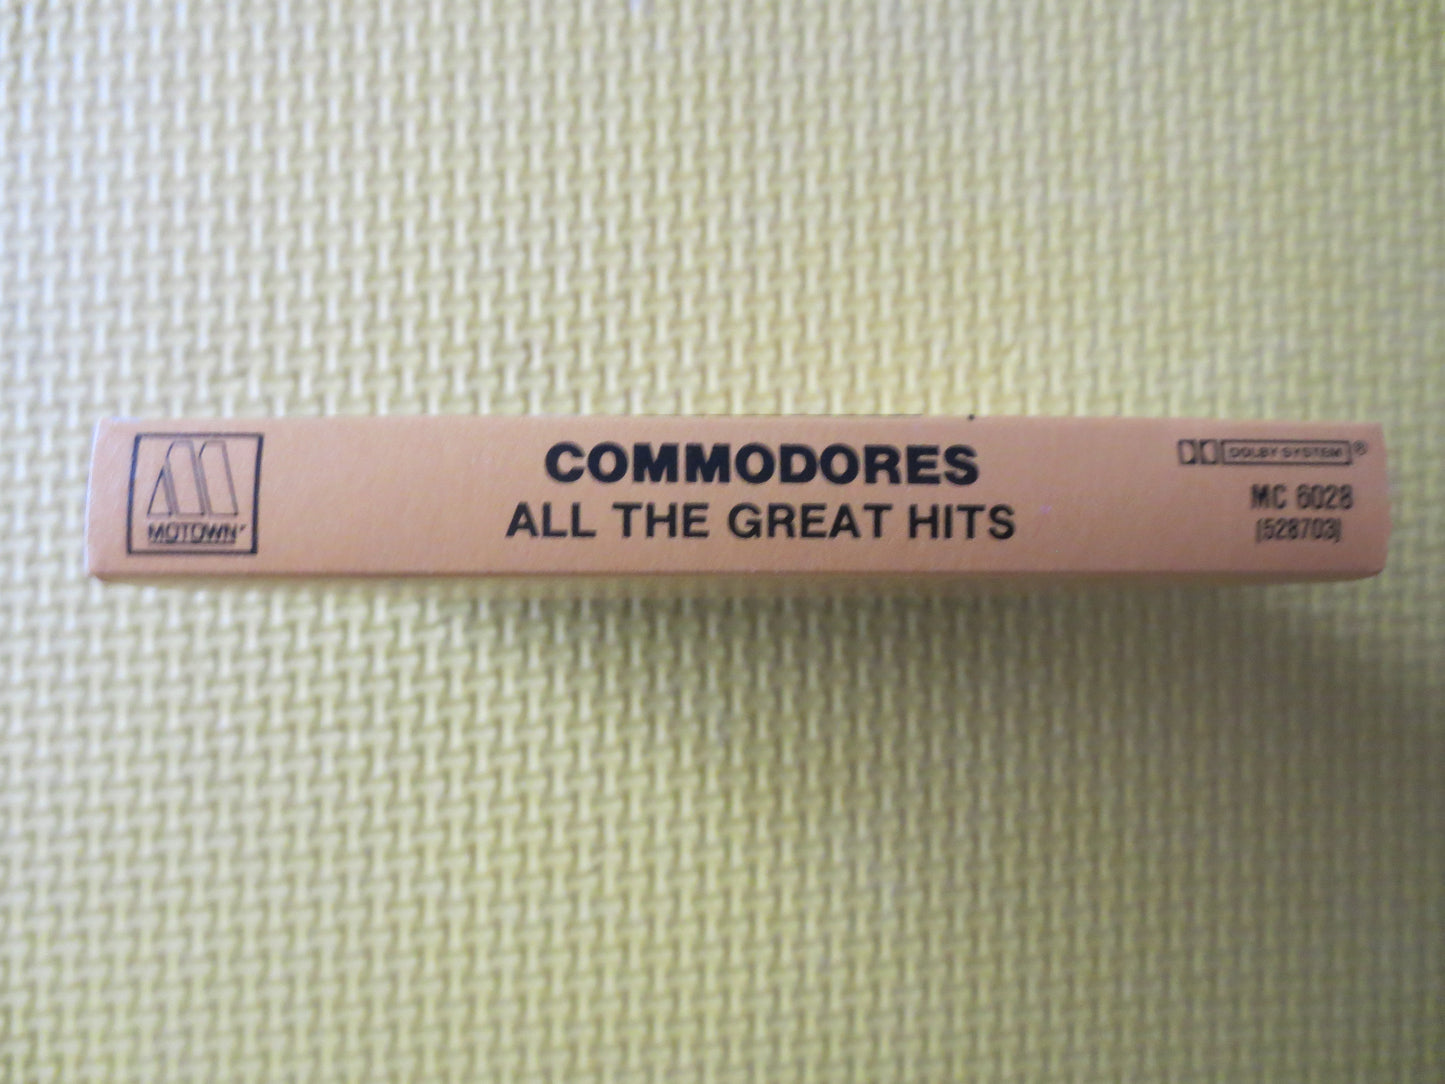 MOTOWN
COMMODORES
ALL THE GREAT HITS
DOLBY SYSTEM ®
MC 6028
(528703)